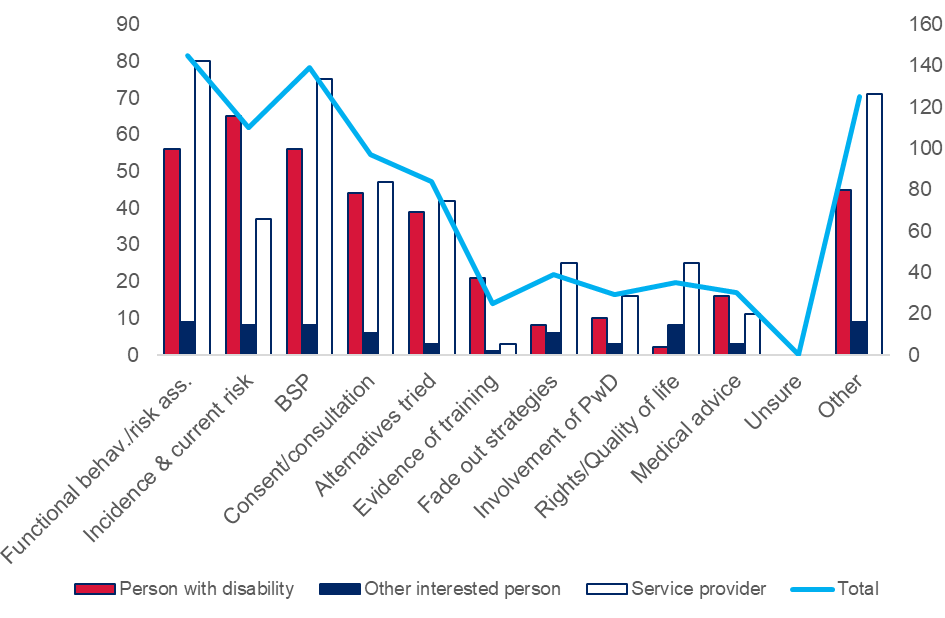 90
80
70
60
50
40
30
20
10
0
160
140
120
100
80
60
40
20
0
Functional behav./risk ass.
Incidence & current risk
BSP
Consent/consultation
Alternatives tried
Evidence of training
Fade out strategies
Involvement of PwD
Rights/Quality of life
Medical advice
Unsure
Other
Person with disability Other interested person Service provider Total